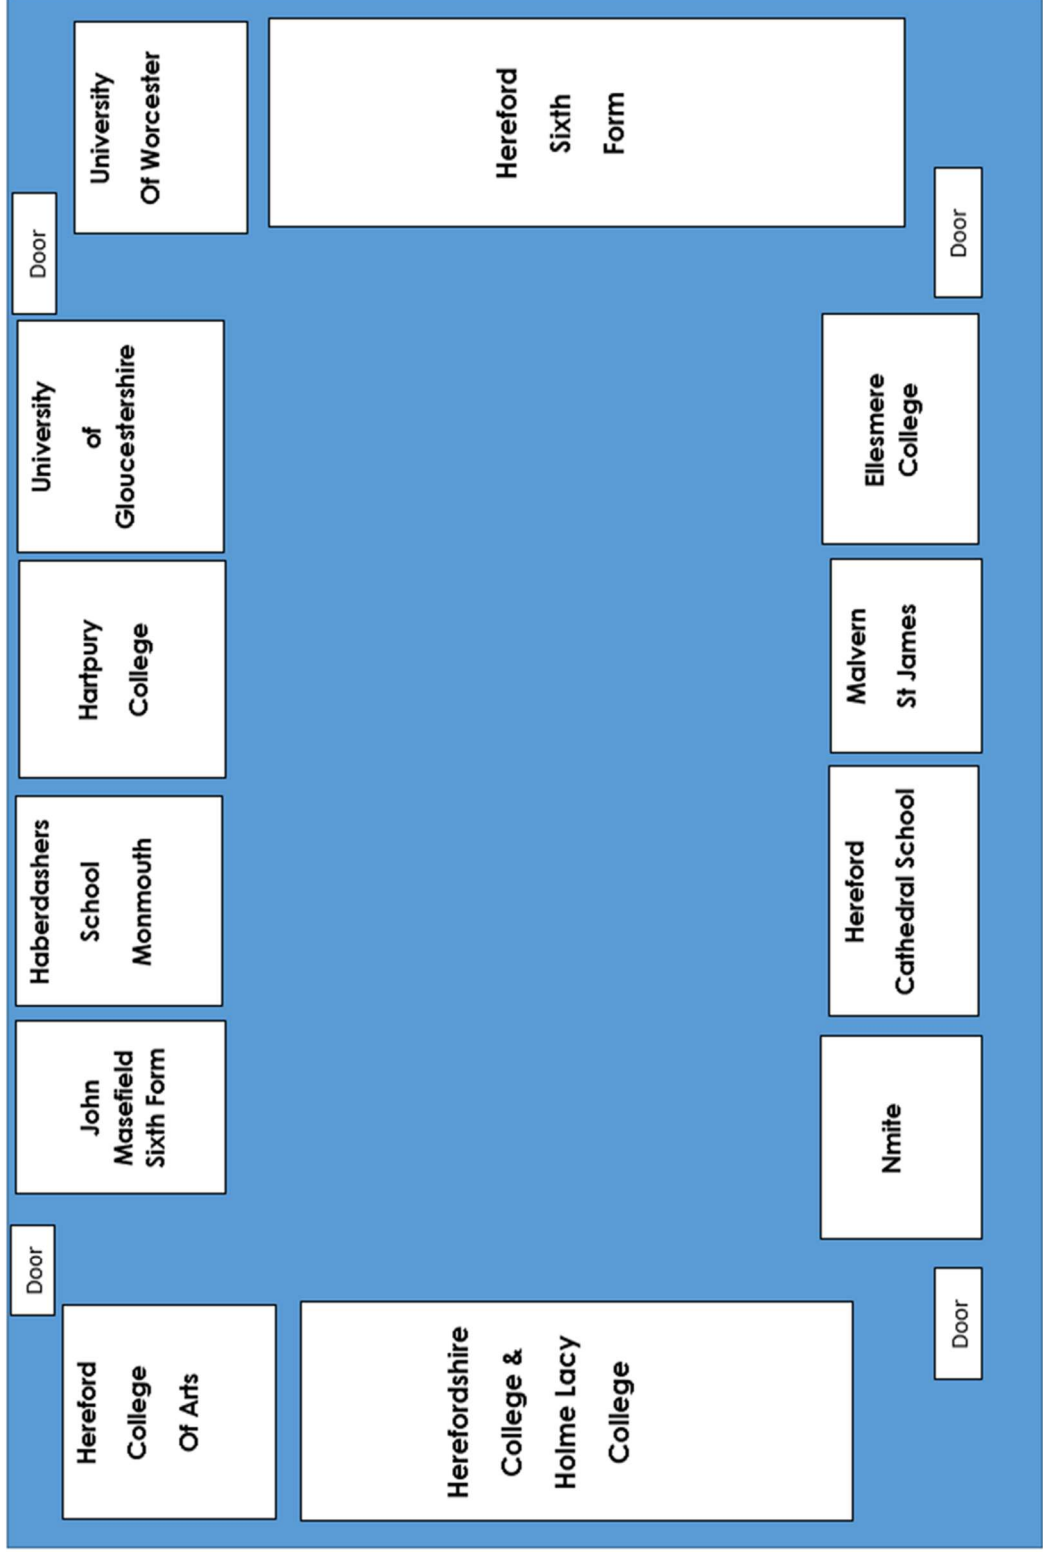 Hereford
College
Of Arts
Door
John
Masefield
Sixth Form
Haberdashers
School
Monmouth
Hartpury
College
University
of
Gloucestershire
Door
University
Of Worcester
Herefordshire
College &
Holme Lacy
College
Hereford
Sixth
Form
Door
Nmite
Hereford
Cathedral School
Malvern
St James
Ellesmere
College
Door